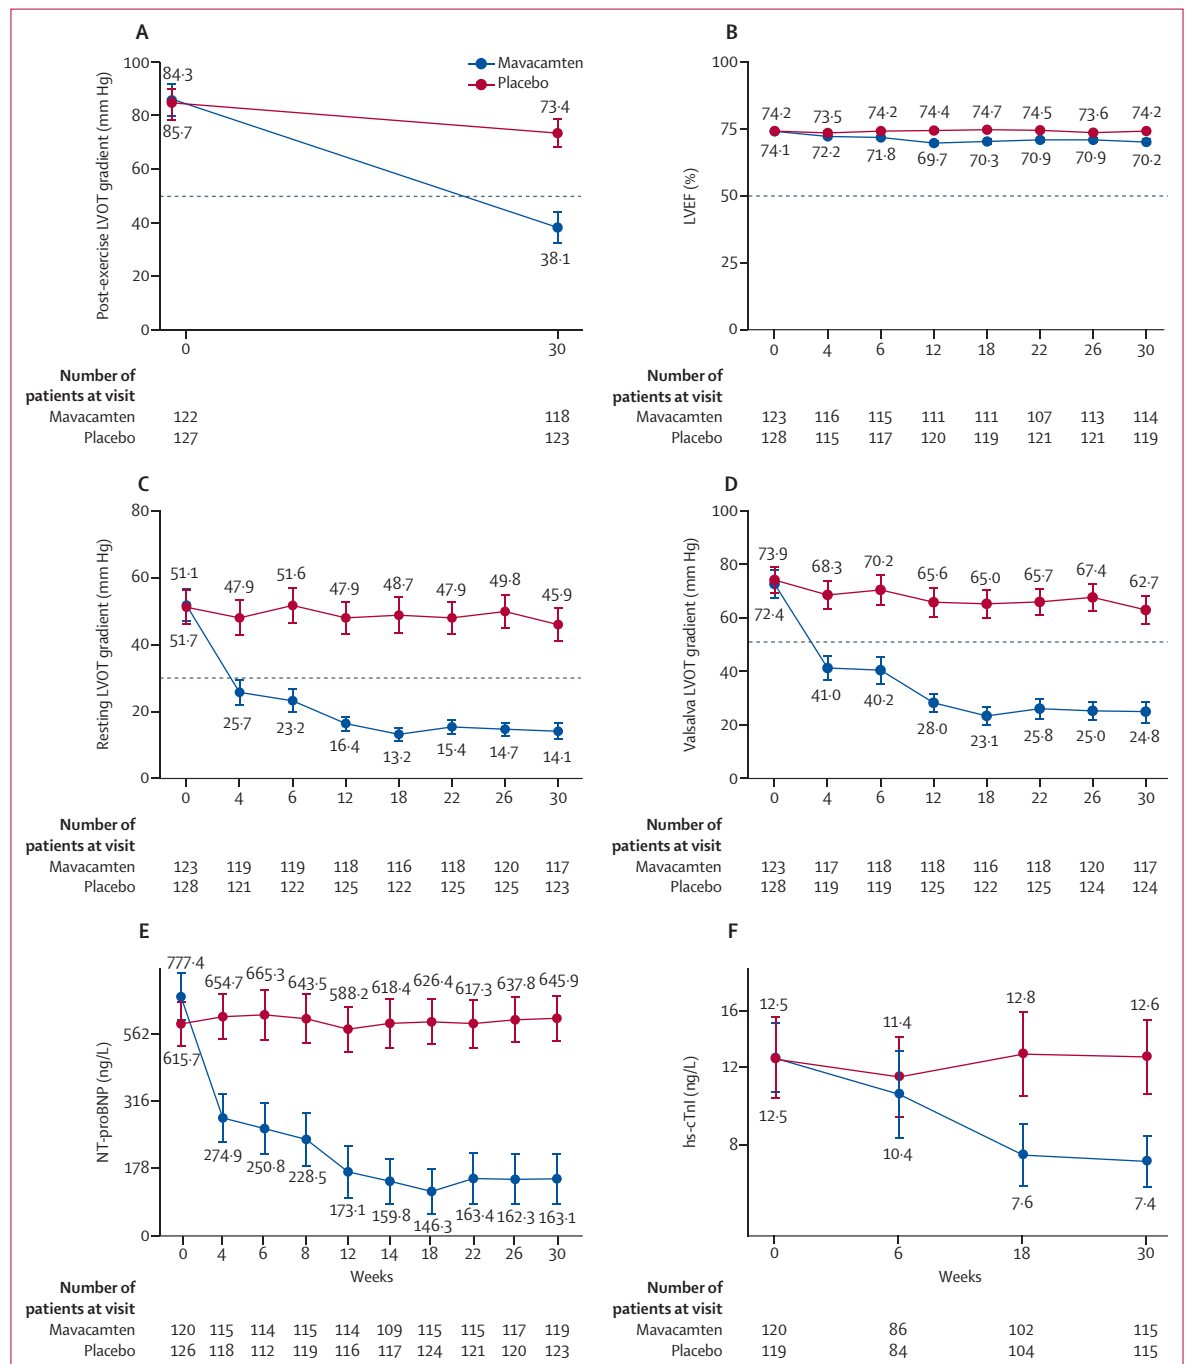 A
Post-exercise LVOT gradient (mm Hg)
100
80
60
40
20
0
84·3
85·7
73·4
38·1
Mavacamten
Placebo
0 30
Number of
patients at visit
Mavacamten 122 118
Placebo 127 123
B
LVEF (%)
100
75
50
25
0
74·2 73·5 74·2 74·4 74·7 74·5 73·6 74·2
74·1 72·2 71·8 69·7 70·3 70·9 70·9 70·2
0 4 6 12 18 22 26 30
Number of
patients at visit
Mavacamten 123 116 115 111 111 107 113 114
Placebo 128 115 117 120 119 121 121 119
C
Resting LVOT gradient (mm Hg)
80
60
40
20
0
51·1 47·9 51·6 47·9 48·7 47·9 49·8 45·9
51·7 25·7 23·2 16·4 13·2 15·4 14·7 14·1
0 4 6 12 18 22 26 30
Number of
patients at visit
Mavacamten 123 119 119 118 116 118 120 117
Placebo 128 121 122 125 122 125 125 123
D
Valsalva LVOT gradient (mm Hg)
100
80
60
40
20
0
73·9 68·3 70·2 65·6 65·0 65·7 67·4 62·7
72·4 41·0 40·2 28·0 23·1 25·8 25·0 24·8
0 4 6 12 18 22 26 30
Number of
patients at visit
Mavacamten 123 117 118 118 116 118 120 117
Placebo 128 119 119 125 122 125 124 124
E
NT-proBNP (ng/L)
562
316
178
0
777·4 654·7 665·3 643·5 588·2 618·4 626·4 617·3 637·8 645·9
615·7 274·9 250·8 228·5 173·1 159·8 146·3 163·4 162·3 163·1
0 4 6 8 12 14 18 22 26 30
Weeks
Number of
patients at visit
Mavacamten 120 115 114 115 114 109 115 115 117 119
Placebo 126 118 112 119 116 117 124 121 120 123
F
hs-cTnI (ng/L)
16
12
8
12·5 11·4 12·8 12·6
12·5 10·4 7·6 7·4
0 6 18 30
Weeks
Number of
patients at visit
Mavacamten 120 86 102 115
Placebo 119 84 104 115